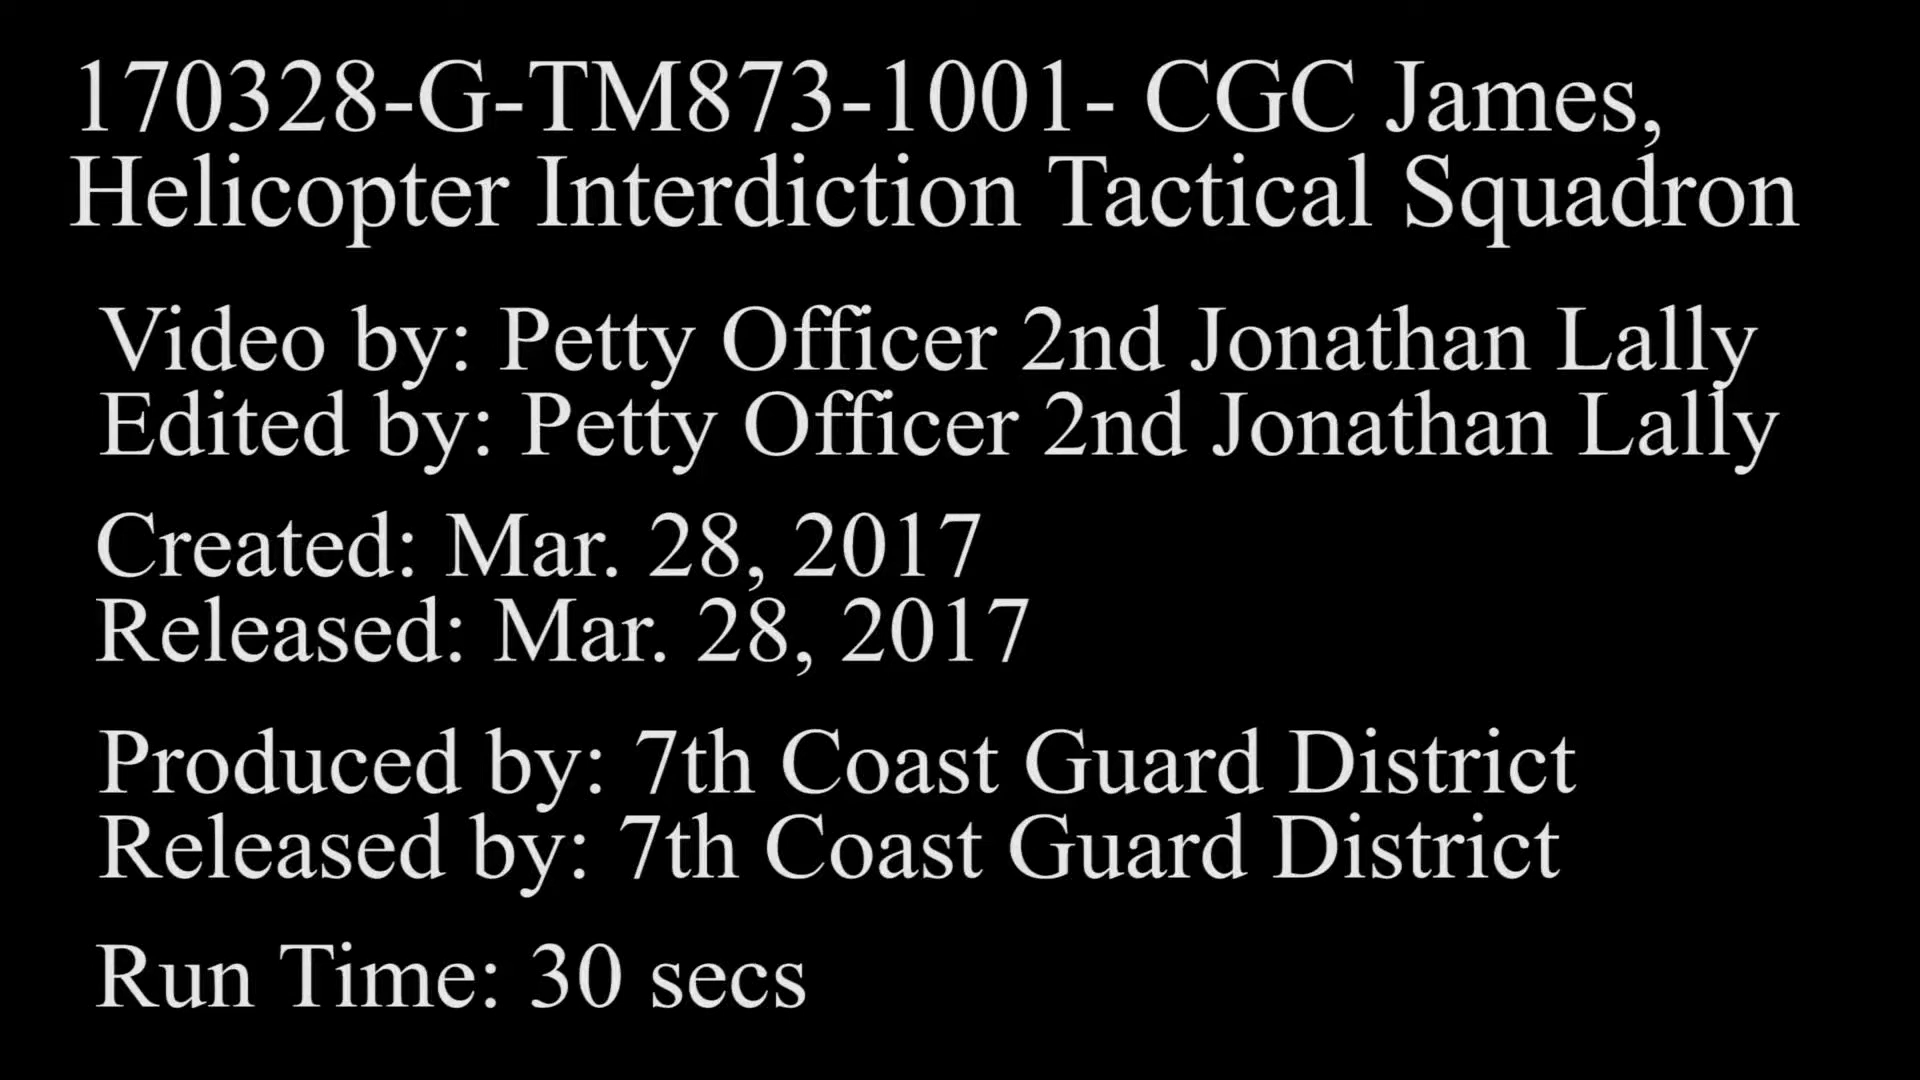 170328-G-TM873-1001- CGC James,
Helicopter Interdiction Tactical Squadron
Video by: Petty Officer 2nd Jonathan Lally
Edited by: Petty Officer 2nd Jonathan Lally
Created: Mar. 28, 2017
Released: Mar. 28, 2017
Produced by: 7th Coast Guard District
Released by: 7th Coast Guard District
Run Time: 30 secs